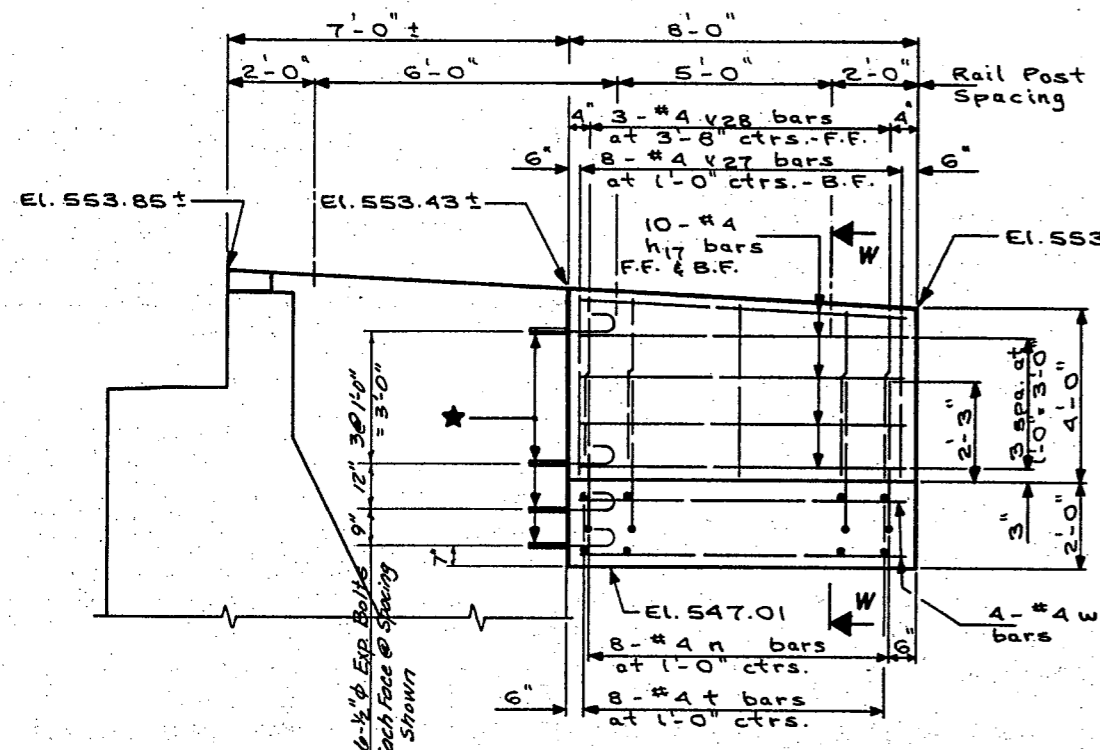 7'-0" ±
8'-0"
2'-0"
6'-0"
5'-0"
2'-0"
Rail Post
Spacing
4"
3 - #4 v28 bars
at 3'-8" ctrs.-F.F.
4"
6"
8 - #4 v27 bars
at 1'-0" ctrs.- B.F.
6"
El. 553.85 ±
El. 553.43 ±
10 - #4
h17 bars
F.F. & B.F.
W
El. 553
3 @ 1'-0"
= 3'-0"
12"
9"
7"
2'-3"
3 spa. at
1'-0" = 3'-0
4'-0"
3"
2'-0"
6-½" φ Exp. Bolts
ach Face @ Spacing
Shown
El. 547.01
W
4 - #4 w
bars
8 - #4 n bars
at 1'-0" ctrs.
6"
6"
8 - #4 t bars
at 1'-0" ctrs.